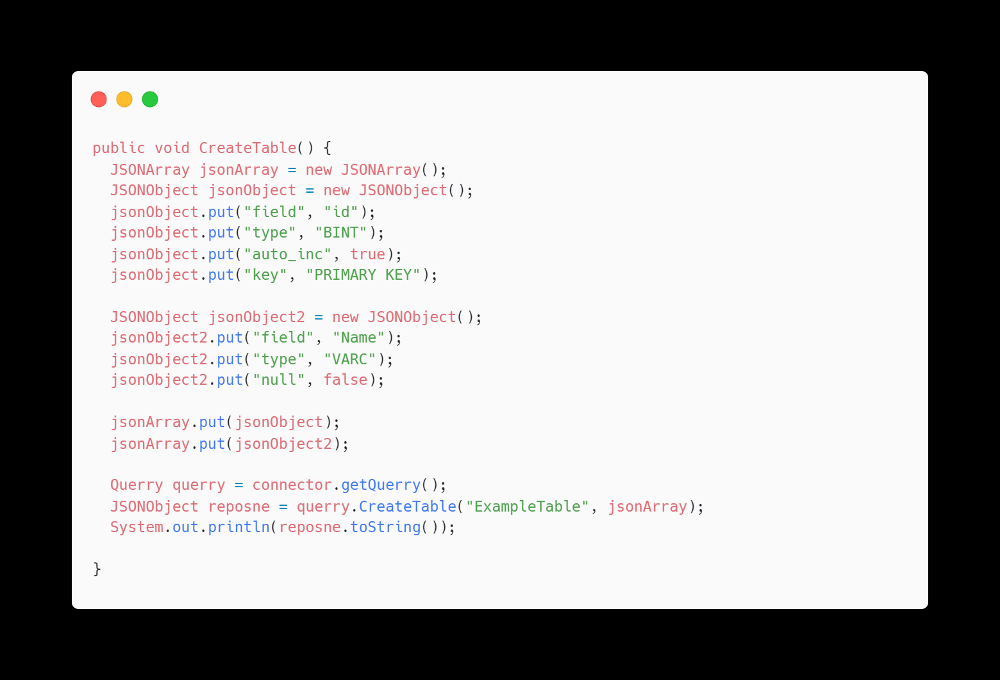 public void CreateTable() {
  JSONArray jsonArray = new JSONArray();
  JSONObject jsonObject = new JSONObject();
  jsonObject.put("field", "id");
  jsonObject.put("type", "BINT");
  jsonObject.put("auto_inc", true);
  jsonObject.put("key", "PRIMARY KEY");

  JSONObject jsonObject2 = new JSONObject();
  jsonObject2.put("field", "Name");
  jsonObject2.put("type", "VARC");
  jsonObject2.put("null", false);

  jsonArray.put(jsonObject);
  jsonArray.put(jsonObject2);

  Querry querry = connector.getQuerry();
  JSONObject reposne = querry.CreateTable("ExampleTable", jsonArray);
  System.out.println(reposne.toString());

}